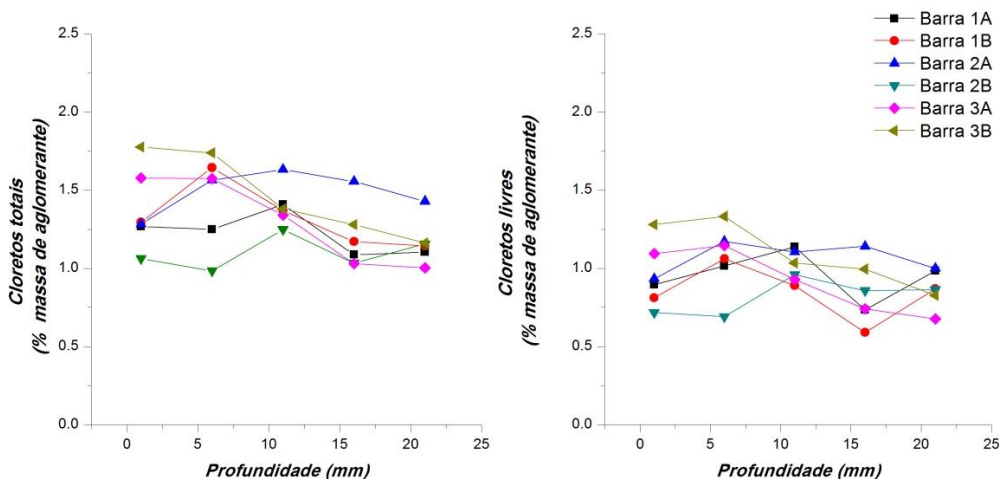 Cloretos totais
(% massa de aglomerante)
2.5
2.0
1.5
1.0
0.5
0.0
0
5
10
15
20
25
Profundidade (mm)
Cloretos livres
(% massa de aglomerante)
2.5
2.0
1.5
1.0
0.5
0.0
0
5
10
15
20
25
Profundidade (mm)
Barra 1A
Barra 1B
Barra 2A
Barra 2B
Barra 3A
Barra 3B